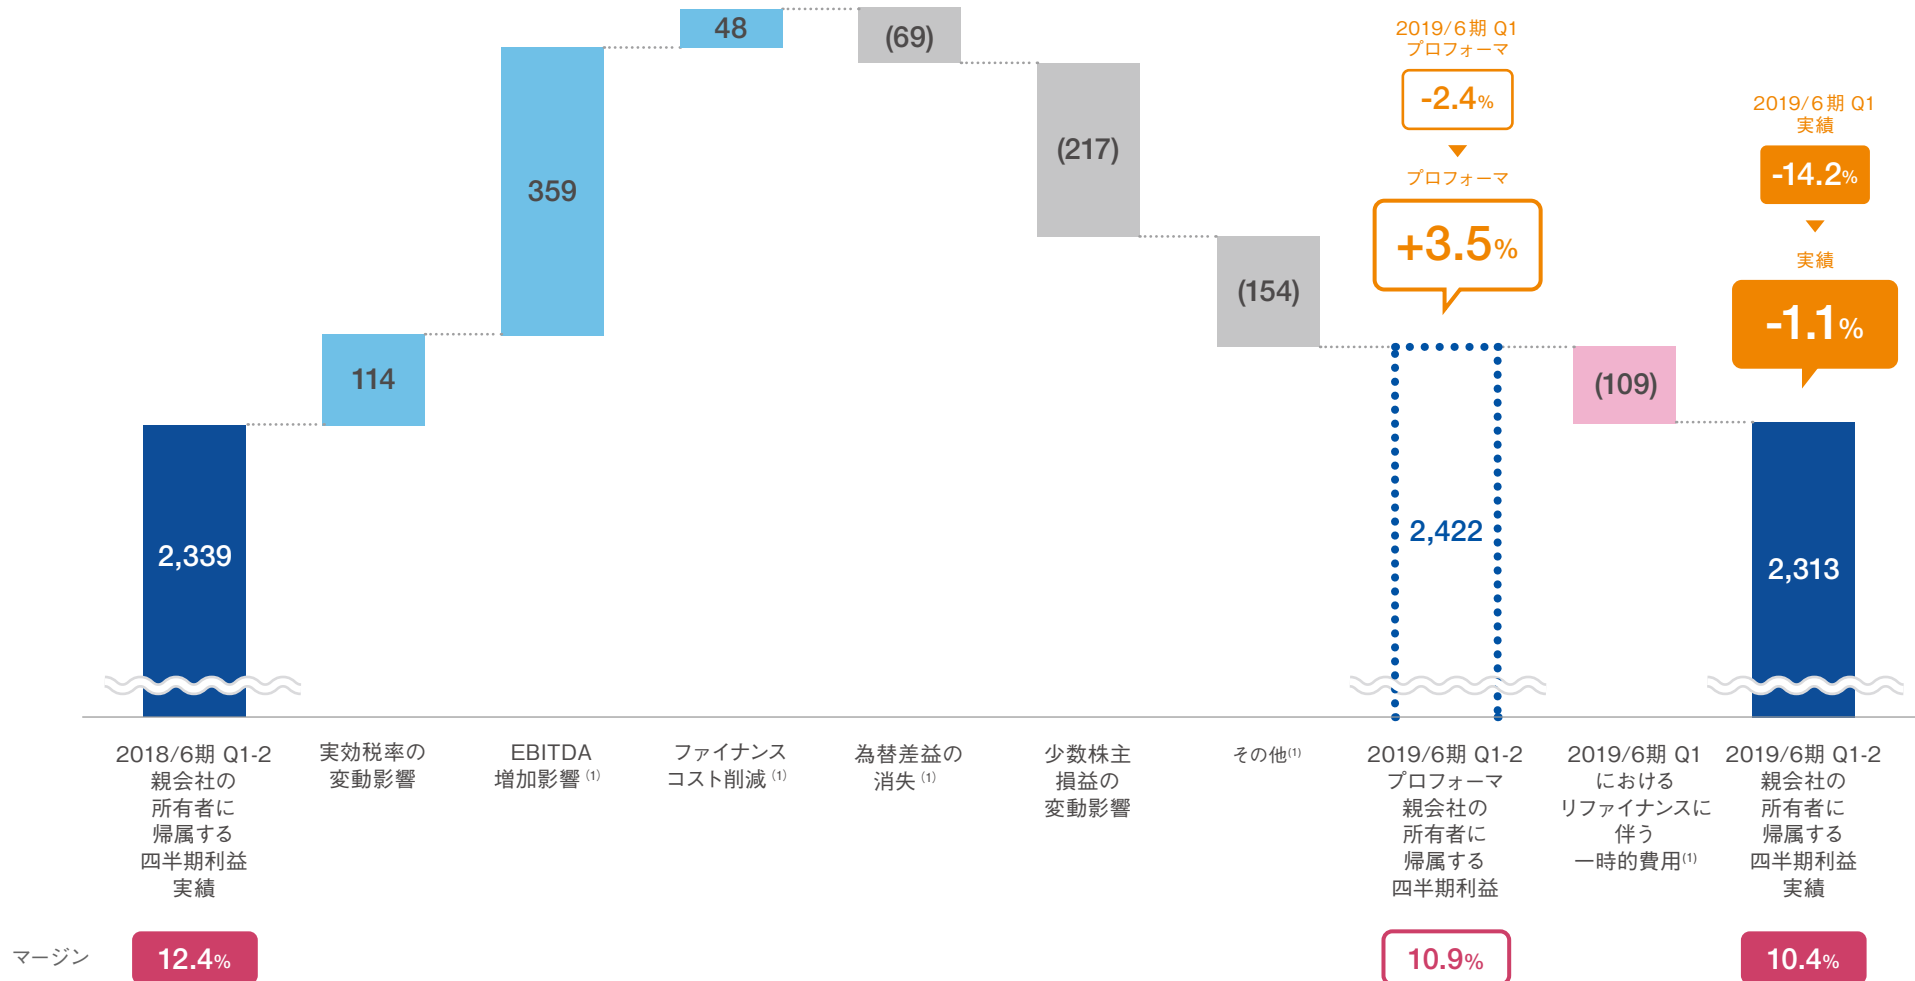 48
(69)
359
114
(217)
(154)
2019/6期 Q1
プロフォーマ
-2.4%
プロフォーマ
+3.5%
2019/6期 Q1
実績
-14.2%
実績
-1.1%
(109)
2,339
2,422
2,313
2018/6期 Q1-2
親会社の
所有者に
帰属する
四半期利益
実績
実効税率の
変動影響
EBITDA
増加影響 (1)
ファイナンス
コスト削減 (1)
為替差益の
消失 (1)
少数株主
損益の
変動影響
その他(1)
2019/6期 Q1-2
プロフォーマ
親会社の
所有者に
帰属する
四半期利益
2019/6期 Q1
における
リファイナンスに
伴う
一時的費用(1)
2019/6期 Q1-2
親会社の
所有者に
帰属する
四半期利益
実績
マージン
12.4%
10.9%
10.4%